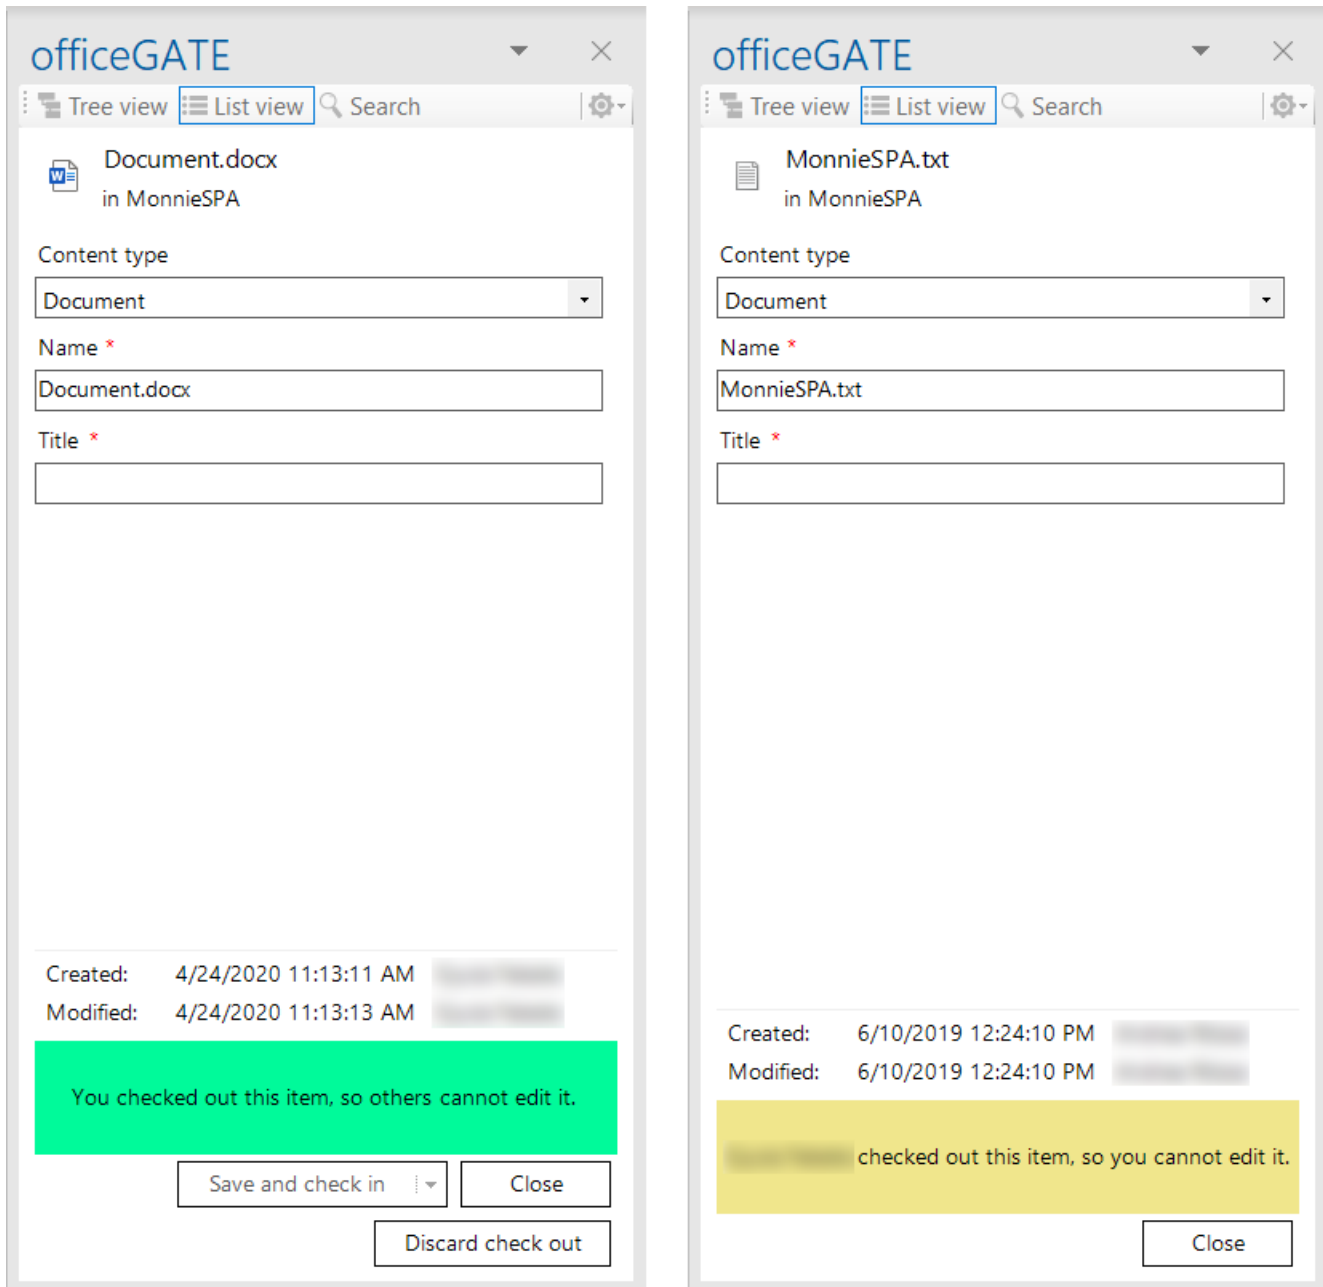 officeGATE
Tree view List view Search
Document.docx
in MonnieSPA
Content type
Document
Name *
Document.docx
Title *
Created: 4/24/2020 11:13:11 AM
Modified: 4/24/2020 11:13:13 AM
You checked out this item, so others cannot edit it.
Save and check in Close
Discard check out
officeGATE
Tree view List view Search
MonnieSPA.txt
in MonnieSPA
Content type
Document
Name *
MonnieSPA.txt
Title *
Created: 6/10/2019 12:24:10 PM
Modified: 6/10/2019 12:24:10 PM
checked out this item, so you cannot edit it.
Close